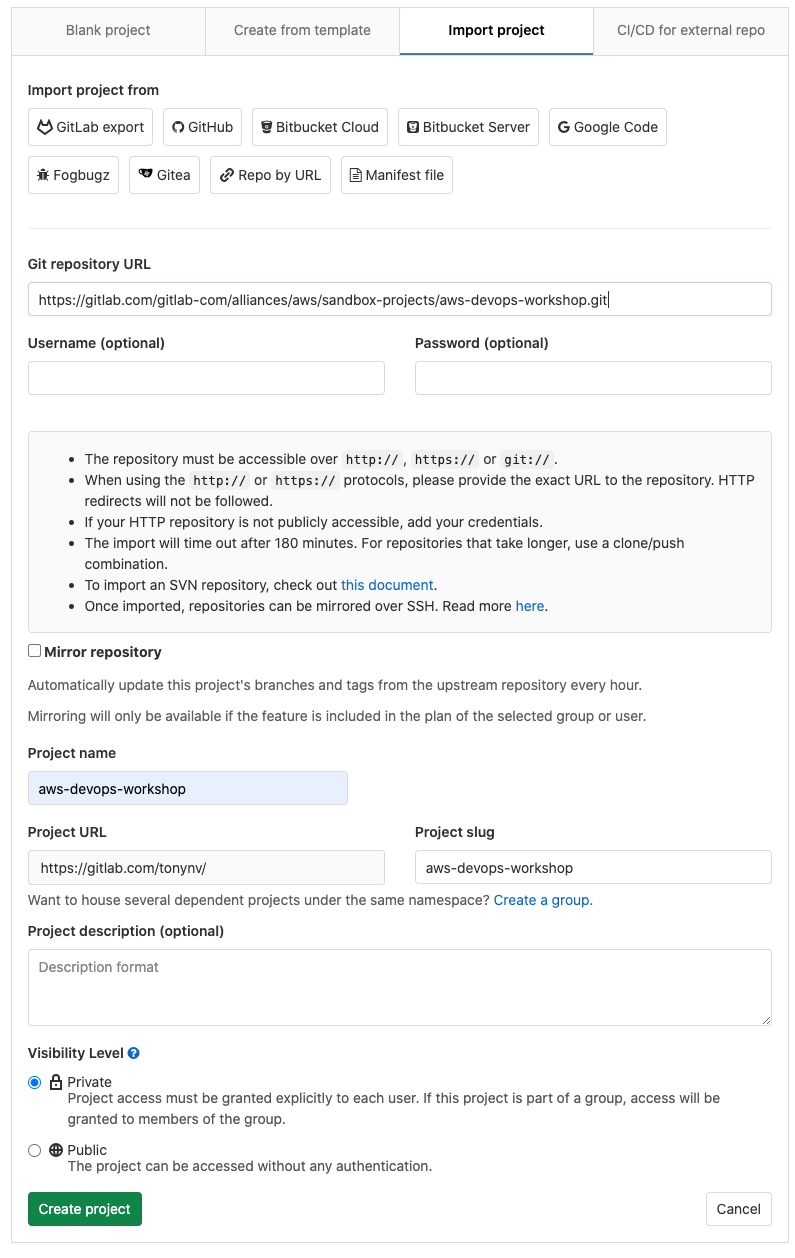 Blank project
Create from template
Import project
CI/CD for external repo
Import project from
GitLab export
GitHub
Bitbucket Cloud
Bitbucket Server
Google Code
Fogbugz
Gitea
Repo by URL
Manifest file
Git repository URL
https://gitlab.com/gitlab-com/alliances/aws/sandbox-projects/aws-devops-workshop.git
Username (optional)
Password (optional)
• The repository must be accessible over http://, https:// or git://.
• When using the http:// or https:// protocols, please provide the exact URL to the repository. HTTP
redirects will not be followed.
• If your HTTP repository is not publicly accessible, add your credentials.
• The import will time out after 180 minutes. For repositories that take longer, use a clone/push
combination.
• To import an SVN repository, check out this document.
• Once imported, repositories can be mirrored over SSH. Read more here.
Mirror repository
Automatically update this project's branches and tags from the upstream repository every hour.
Mirroring will only be available if the feature is included in the plan of the selected group or user.
Project name
aws-devops-workshop
Project URL
Project slug
https://gitlab.com/tonynv/
aws-devops-workshop
Want to house several dependent projects under the same namespace? Create a group.
Project description (optional)
Description format
Visibility Level ?
Private
Project access must be granted explicitly to each user. If this project is part of a group, access will be
granted to members of the group.
Public
The project can be accessed without any authentication.
Create project
Cancel